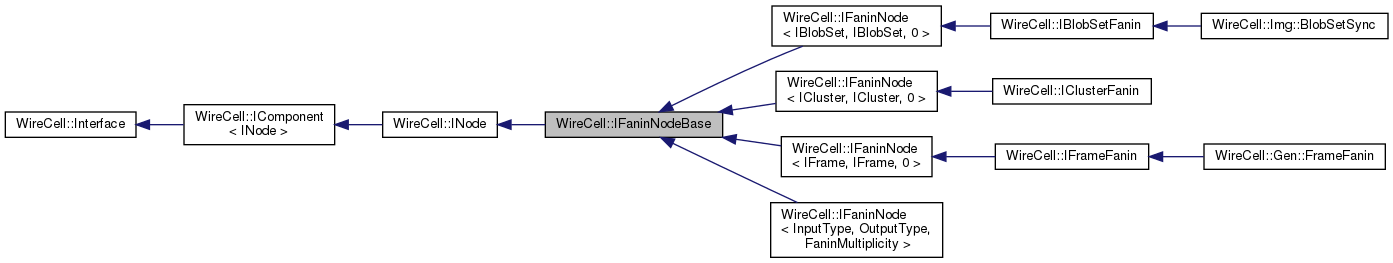 WireCell::Interface
WireCell::IComponent
< INode >
WireCell::INode
WireCell::IFaninNodeBase
WireCell::IFaninNode
< IBlobSet, IBlobSet, 0 >
WireCell::IBlobSetFanin
WireCell::Img::BlobSetSync
WireCell::IFaninNode
< ICluster, ICluster, 0 >
WireCell::IClusterFanin
WireCell::IFaninNode
< IFrame, IFrame, 0 >
WireCell::IFrameFanin
WireCell::Gen::FrameFanin
WireCell::IFaninNode
< InputType, OutputType,
FaninMultiplicity >